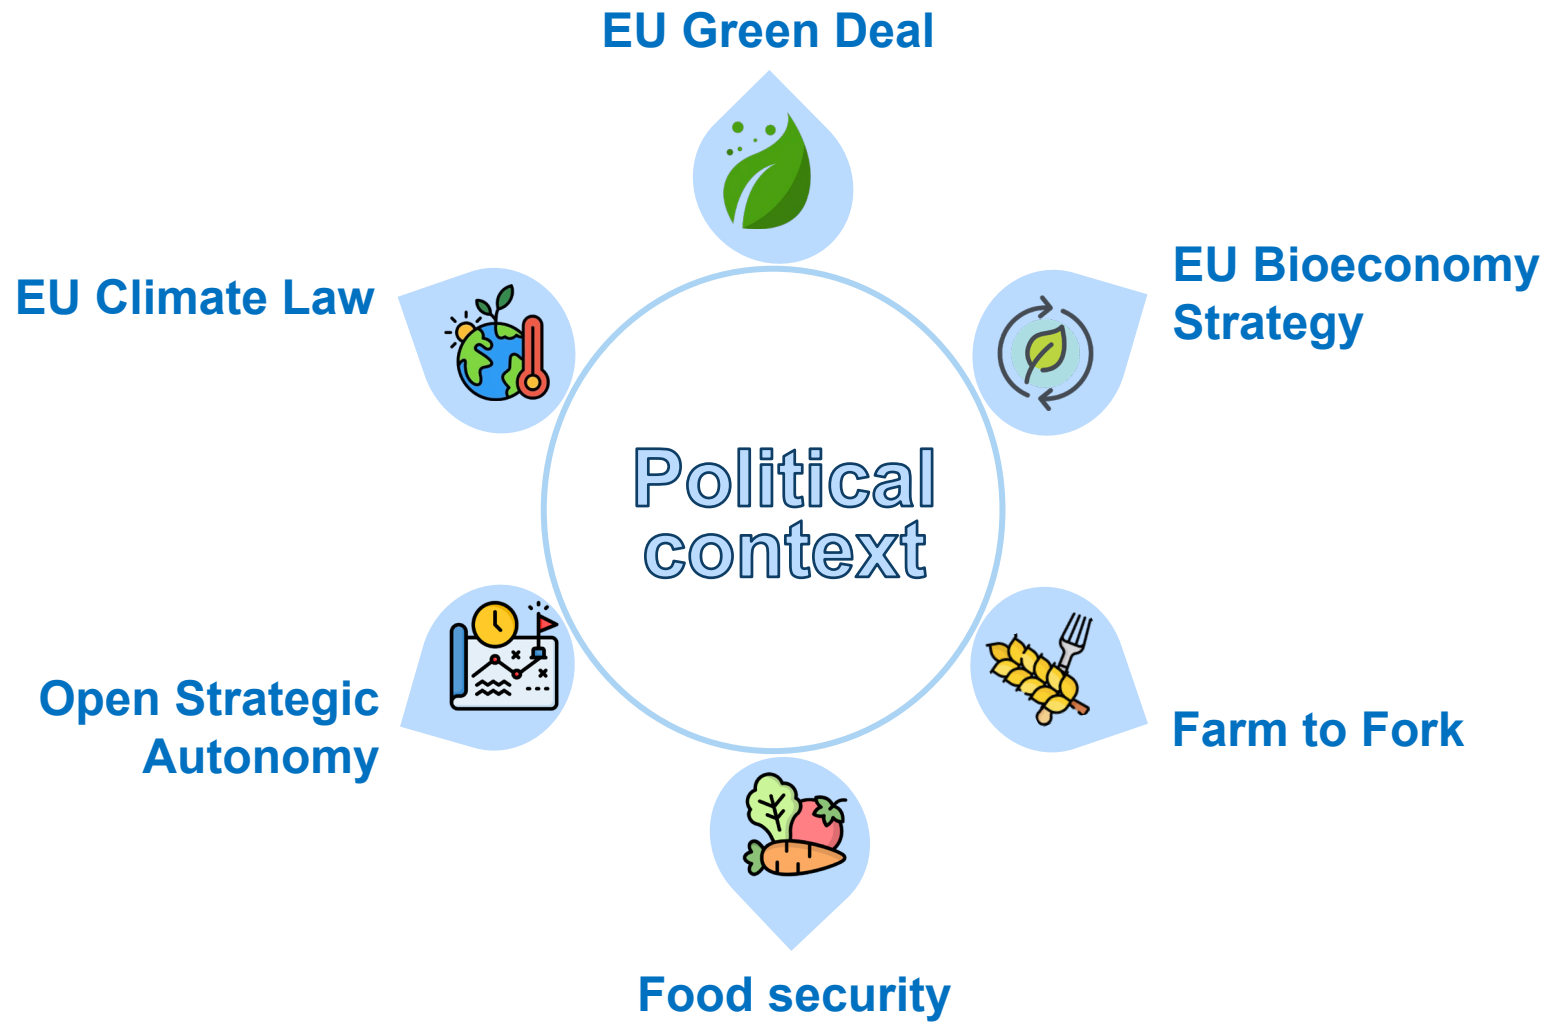 EU Green Deal
EU Bioeconomy
Strategy
EU Climate Law
Political
context
Open Strategic
Autonomy
Farm to Fork
Food security